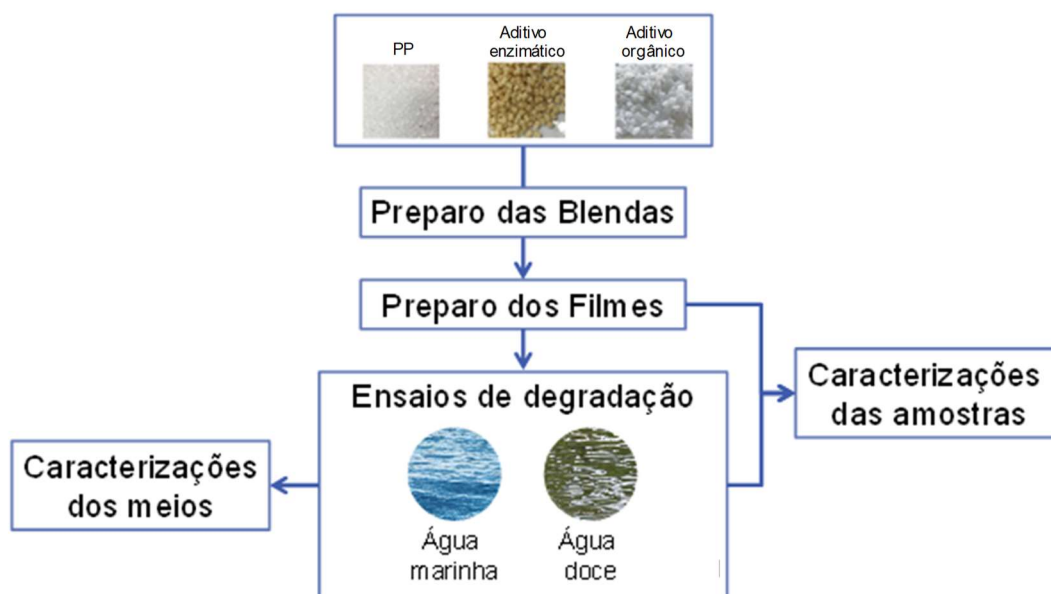 PP
Aditivo
enzimático
Aditivo
orgânico
Preparo das Blendas
Preparo dos Filmes
Ensaios de degradação
Água
marinha
Água
doce
Caracterizações
dos meios
Caracterizações
das amostras